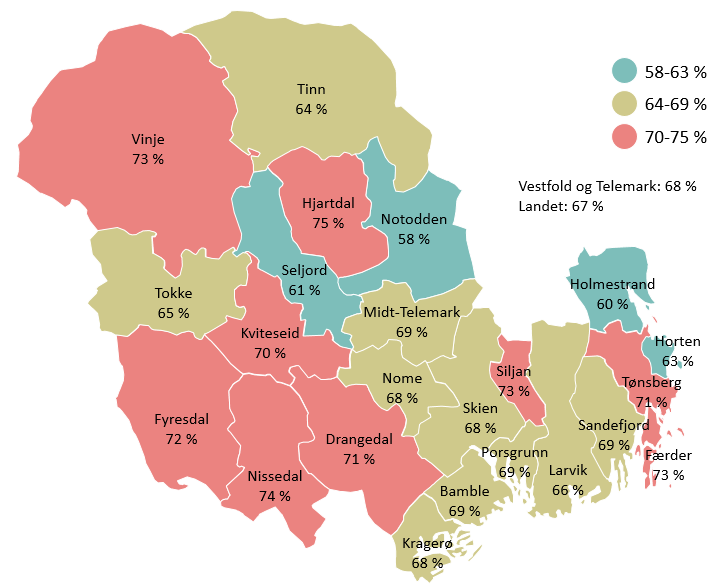 58-63 %
64-69 %
70-75 %
Vestfold og Telemark: 68 %
Landet: 67 %
Tinn
64 %
Vinje
73 %
Hjartdal
75 %
Notodden
58 %
Seljord
61 %
Tokke
65 %
Holmestrand
60 %
Midt-Telemark
69 %
Kviteseid
70 %
Horten
63 %
Siljan
73 %
Tønsberg
71 %
Nome
68 %
Skien
68 %
Fyresdal
72 %
Drangedal
71 %
Sandefjord
69 %
Porsgrunn
69 %
Færder
73 %
Nissedal
74 %
Larvik
66 %
Bamble
69 %
Kragerø
68 %